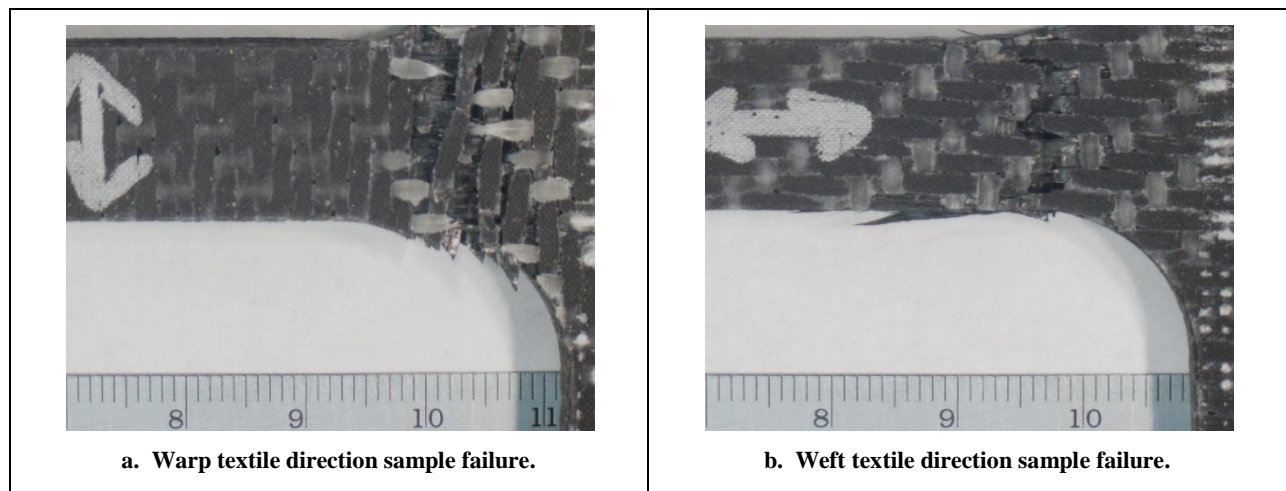 8 9 10 11
8 9 10
a. Warp textile direction sample failure.
b. Weft textile direction sample failure.